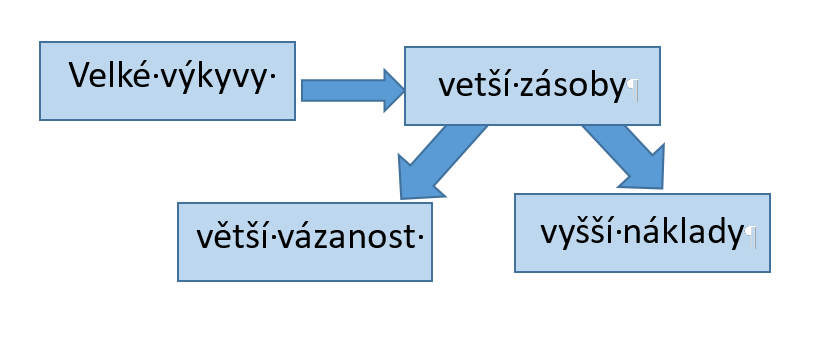 Velké výkyvy
vetší zásoby
větší vázanost
vyšší náklady